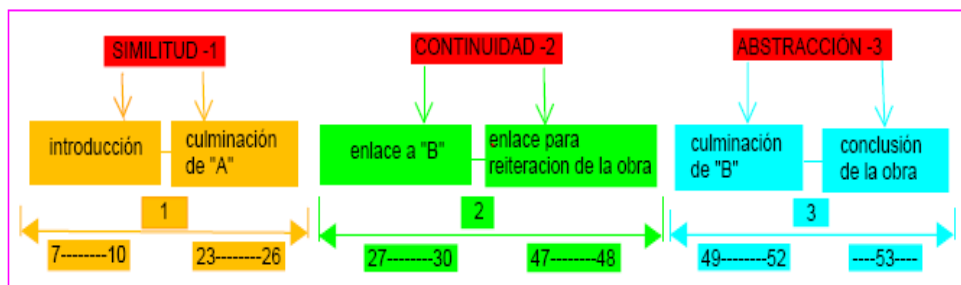 SIMILITUD -1
CONTINUIDAD -2
ABSTRACCIÓN -3
introducción
culminación
de "A"
enlace a "B"
enlace para
reiteracion de la obra
culminación
de "B"
conclusión
de la obra
1
2
3
7--------10
23--------26
27--------30
47--------48
49--------52
----53----